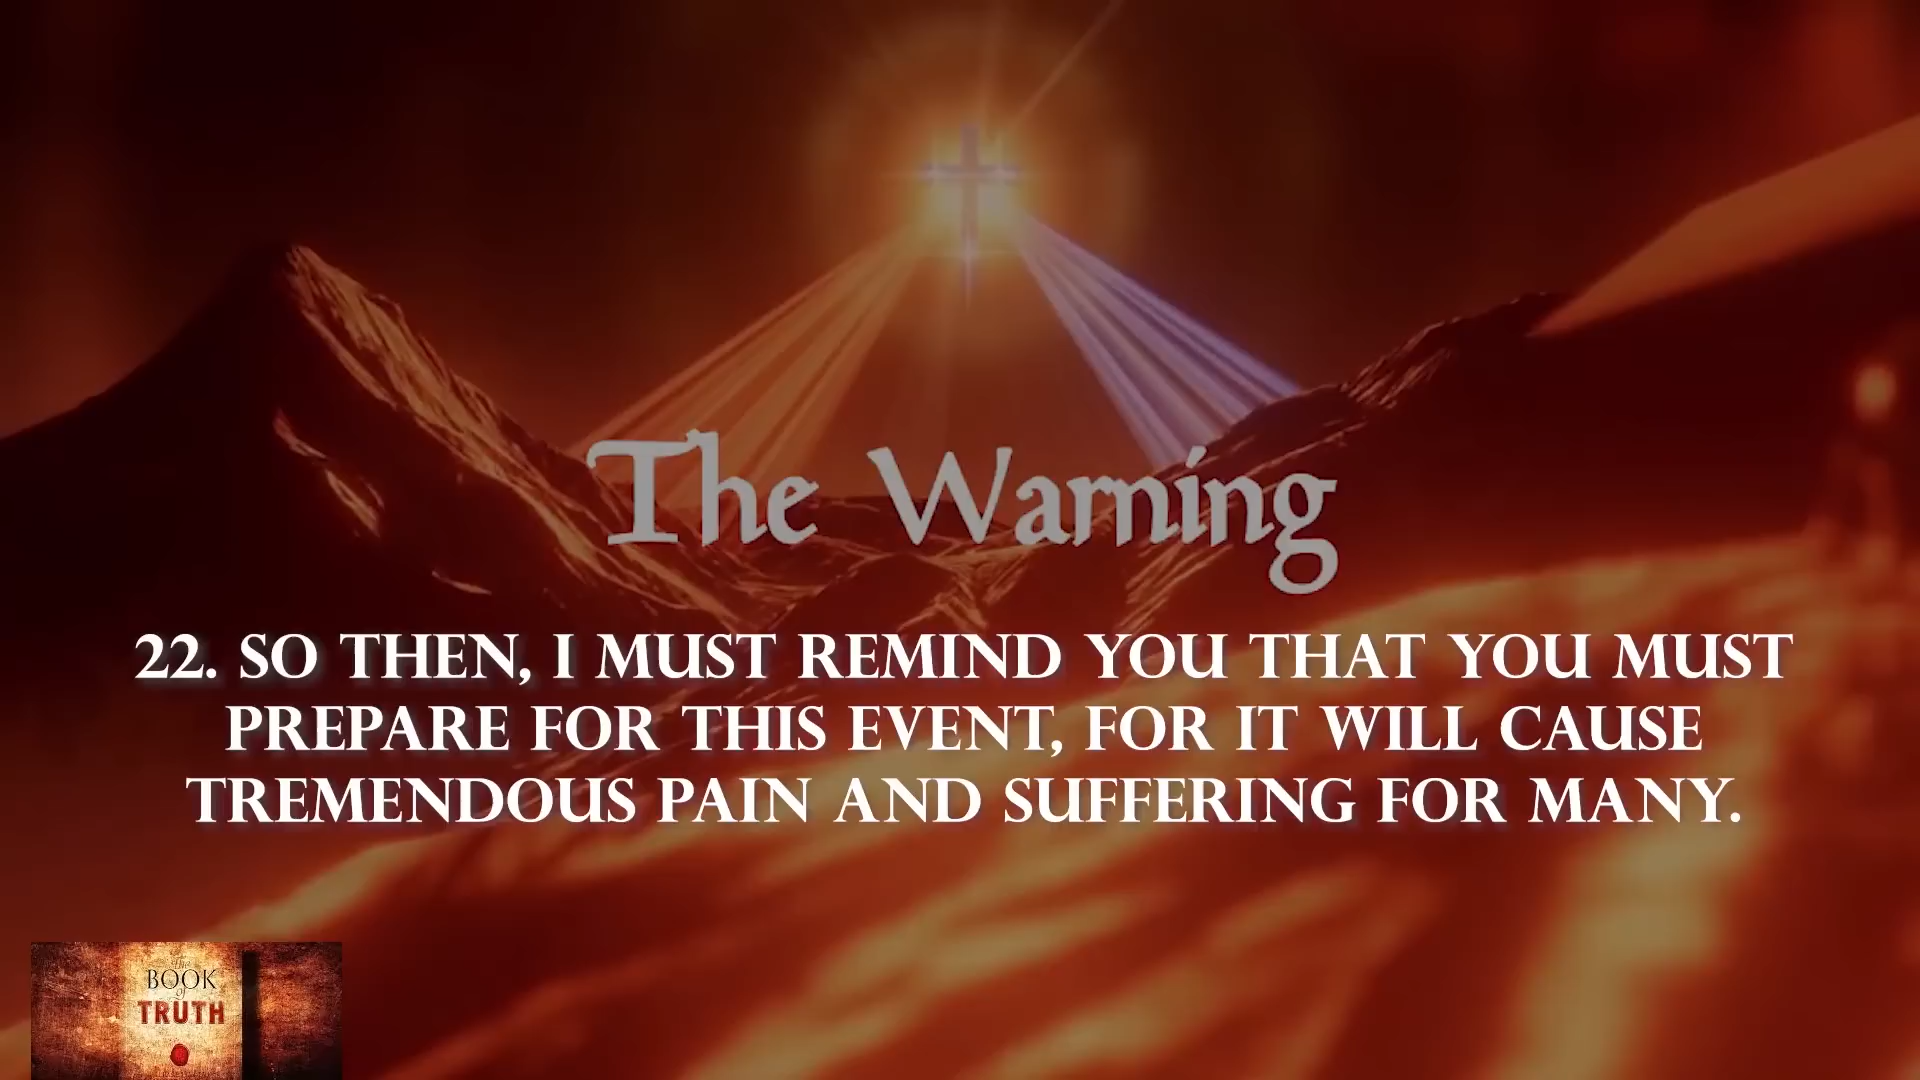 The Warning
22. SO THEN, I MUST REMIND YOU THAT YOU MUST
PREPARE FOR THIS EVENT, FOR IT WILL CAUSE
TREMENDOUS PAIN AND SUFFERING FOR MANY.
The
BOOK
of
TRUTH